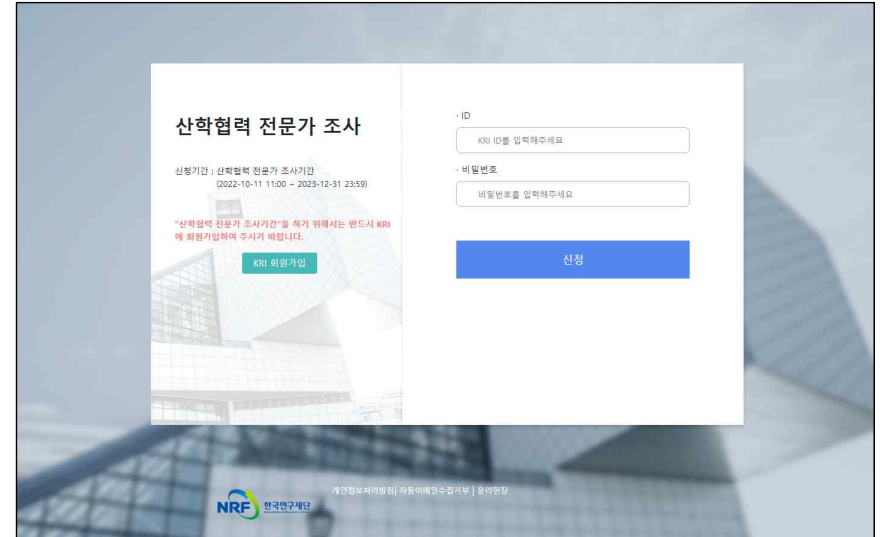 산학협력 전문가 조사
신청기간 : 산학협력 전문가 조사기간
(2022-10-11 11:00 ~ 2023-12-31 23:59)
"산학협력 전문가 조사기간"을 하기 위해서는 반드시 KRI
에 회원가입하여 주시기 바랍니다.
KRI 회원가입
· ID
KRI ID를 입력해주세요
· 비밀번호
비밀번호를 입력해주세요
신청
개인정보처리방침| 자동이메일수집거부 | 윤리헌장
NRF 한국연구재단